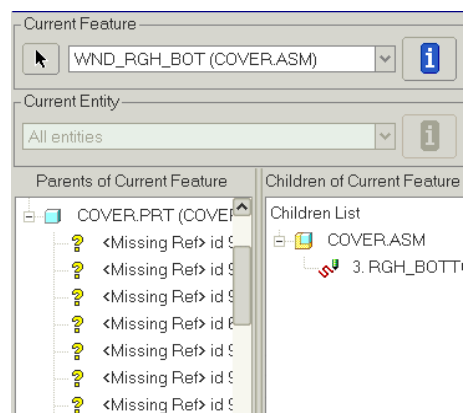 Current Feature
WND_RGH_BOT (COVER.ASM)
i
Current Entity
All entities
i
Parents of Current Feature
COVER.PRT
<Missing Ref> id
<Missing Ref> id
<Missing Ref> id
<Missing Ref> id
<Missing Ref> id
<Missing Ref> id
<Missing Ref> id
Children of Current Feature
Children List
COVER.ASM
3. RGH_BOTT